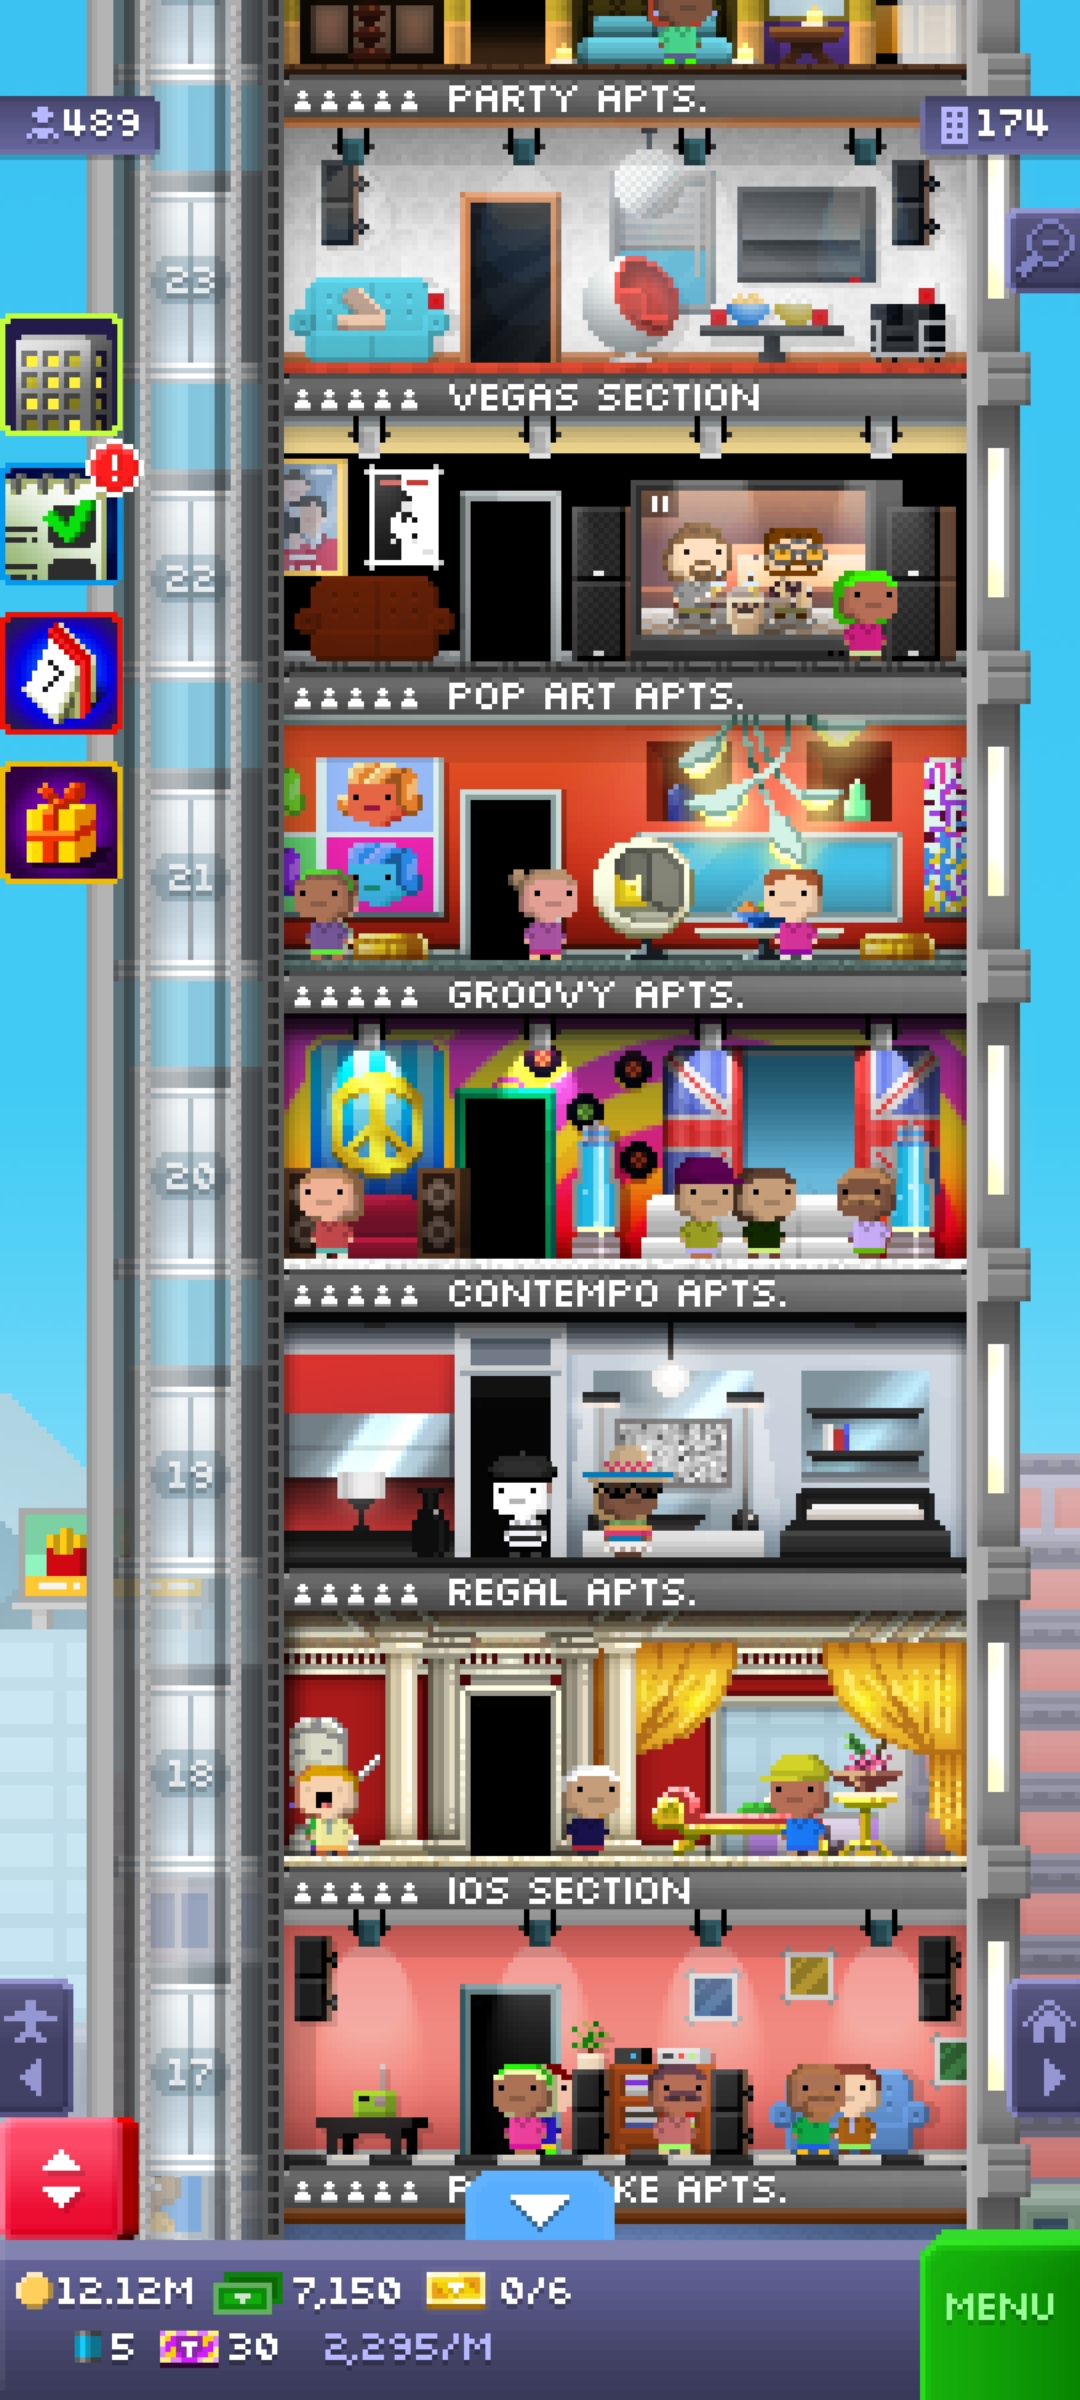 PARTY APTS.
489
174
23
VEGAS SECTION
22
POP ART APTS.
21
GROOVY APTS.
20
CONTEMPO APTS.
19
REGAL APTS.
18
IOS SECTION
17
KE APTS.
12.12M 7,150 0/6
5 T 30 2,295/M
MENU